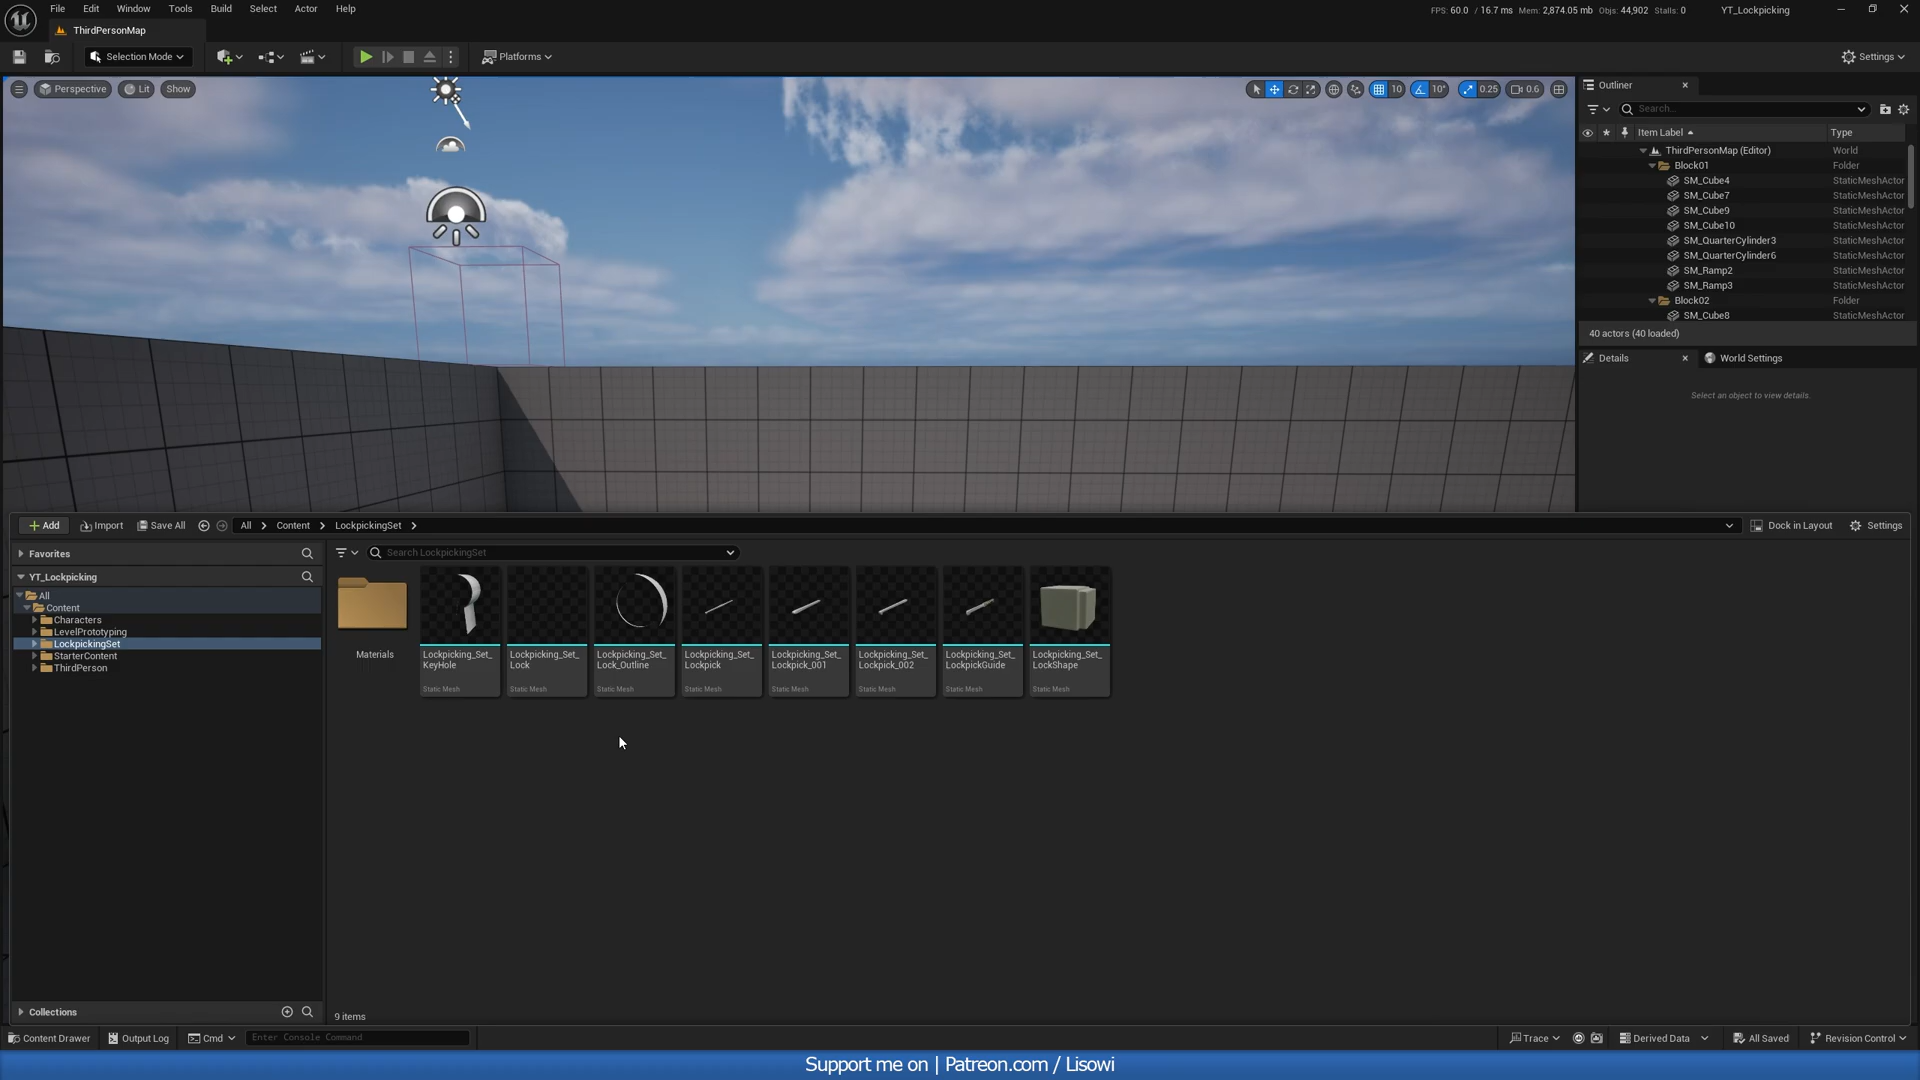 File Edit Window Tools Build Select Actor Help
FPS: 60.0 / 16.7 ms Mem: 2,874.05 mb Objs: 44,902 Stalls: 0 YT_Lockpicking
ThirdPersonMap
Selection Mode
Platforms
Settings
Perspective Lit Show
10 10° 0.25 0.6
Outliner
Search...
Item Label Type
ThirdPersonMap (Editor) World
Block01 Folder
SM_Cube4 StaticMeshActor
SM_Cube7 StaticMeshActor
SM_Cube9 StaticMeshActor
SM_Cube10 StaticMeshActor
SM_QuarterCylinder3 StaticMeshActor
SM_QuarterCylinder6 StaticMeshActor
SM_Ramp2 StaticMeshActor
SM_Ramp3 StaticMeshActor
Block02 Folder
SM_Cube8 StaticMeshActor
40 actors (40 loaded)
Details World Settings
Select an object to view details.
Add Import Save All All Content LockpickingSet Dock in Layout Settings
Favorites
YT_Lockpicking
All
Content
Characters
LevelPrototyping
LockpickingSet
StarterContent
ThirdPerson
Collections
Search LockpickingSet
Materials
Lockpicking_Set_
KeyHole
Static Mesh
Lockpicking_Set_
Lock
Static Mesh
Lockpicking_Set_
Lock_Outline
Static Mesh
Lockpicking_Set_
Lockpick
Static Mesh
Lockpicking_Set_
Lockpick_001
Static Mesh
Lockpicking_Set_
Lockpick_002
Static Mesh
Lockpicking_Set_
LockpickGuide
Static Mesh
Lockpicking_Set_
LockShape
Static Mesh
9 items
Content Drawer Output Log Cmd Enter Console Command Trace Derived Data All Saved Revision Control
Support me on | Patreon.com / Lisowi